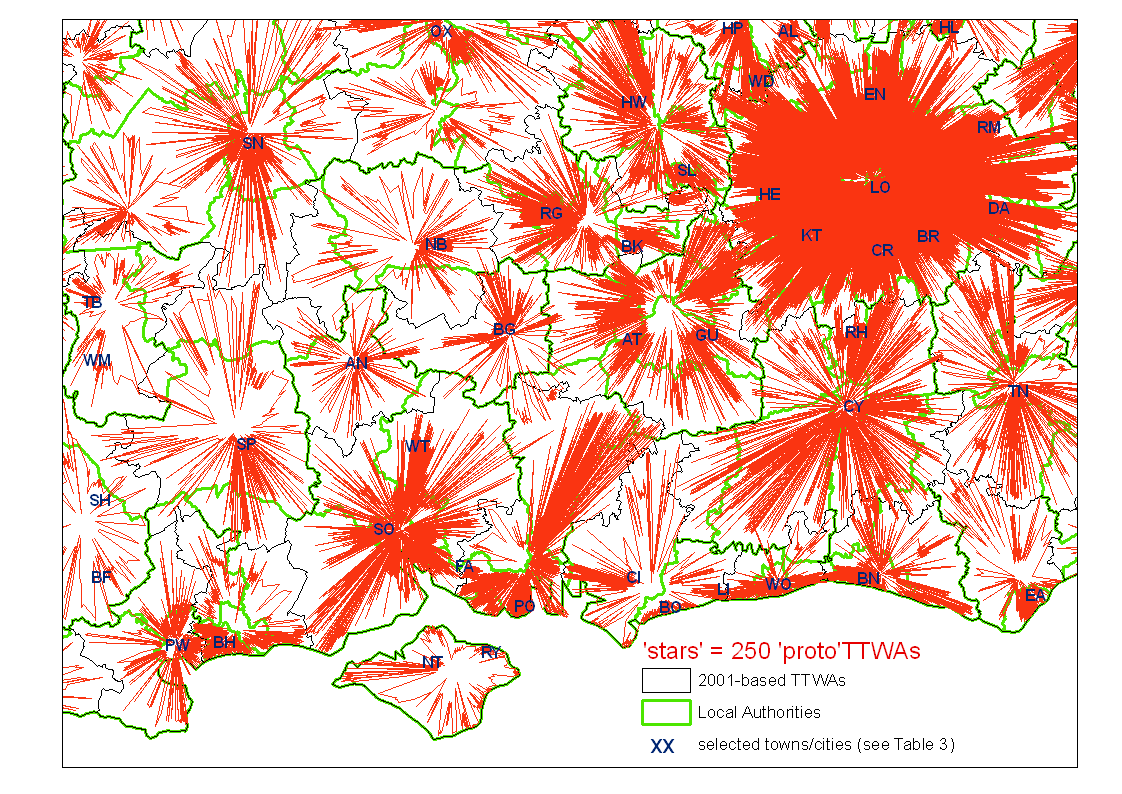 OX
HP
AL
HL
WD
EN
HW
RM
SN
SL
HE
LO
DA
RG
KT
BR
NB
BK
CR
TB
BG
RH
AT
GU
WM
AN
TN
CY
SP
WT
SH
SO
FA
BF
CI
BN
PO
BO
LI
WO
EA
PW
BH
NT
RY
'stars' = 250 'proto'TTWAs
2001-based TTWAs
Local Authorities
XX selected towns/cities (see Table 3)